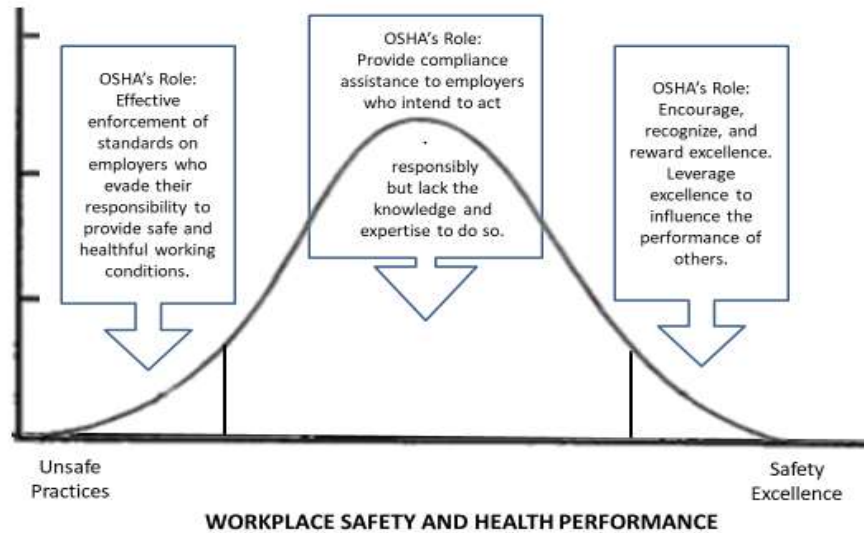 OSHA's Role:
Effective
enforcement of
standards on
employers who
evade their
responsibility to
provide safe and
healthful working
conditions.
OSHA's Role:
Provide compliance
assistance to employers
who intend to act
.
responsibly
but lack the
knowledge and
expertise to do so.
OSHA's Role:
Encourage,
recognize, and
reward excellence.
Leverage
excellence to
influence the
performance of
others.
Unsafe
Practices
Safety
Excellence
WORKPLACE SAFETY AND HEALTH PERFORMANCE